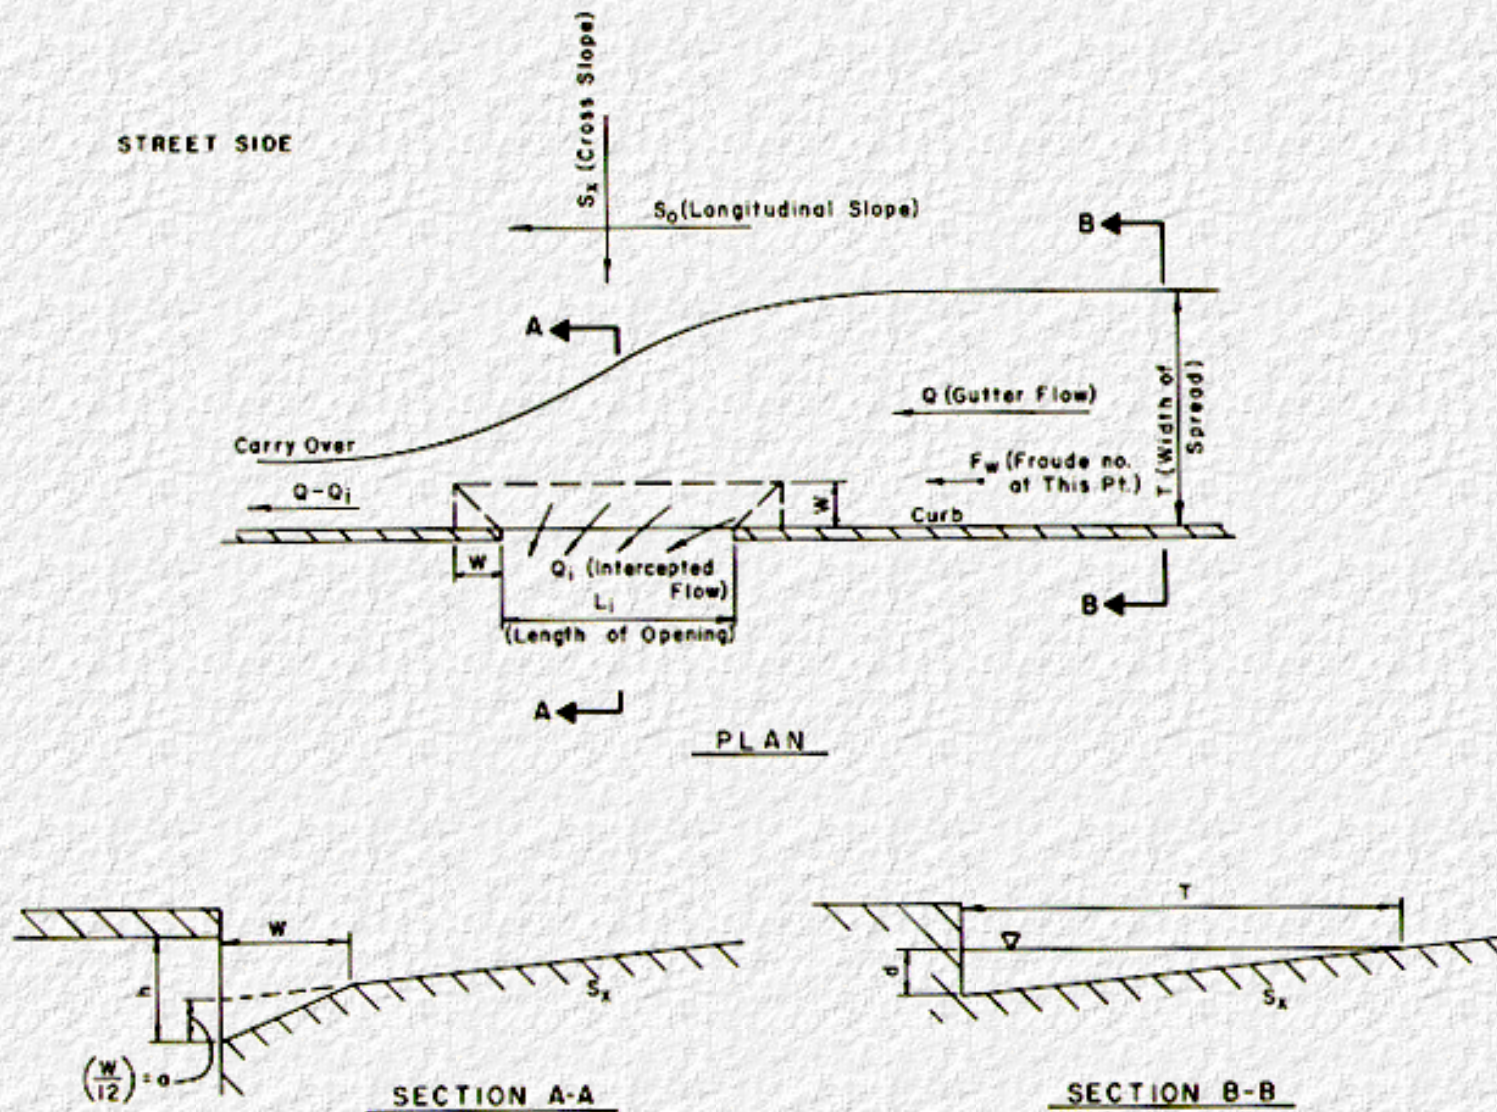 STREET SIDE
Sx (Cross Slope)
So (Longitudinal Slope)
B
A
Q (Gutter Flow)
T (Width of
Spread)
Carry Over
Fw (Froude no.
at This Pt.)
Q-Qi
W
Curb
W
Qi (Intercepted
Flow)
Li
(Length of Opening)
B
A
PLAN
T
W
h
d
Sx
Sx
(W/12) = a
SECTION A-A
SECTION B-B